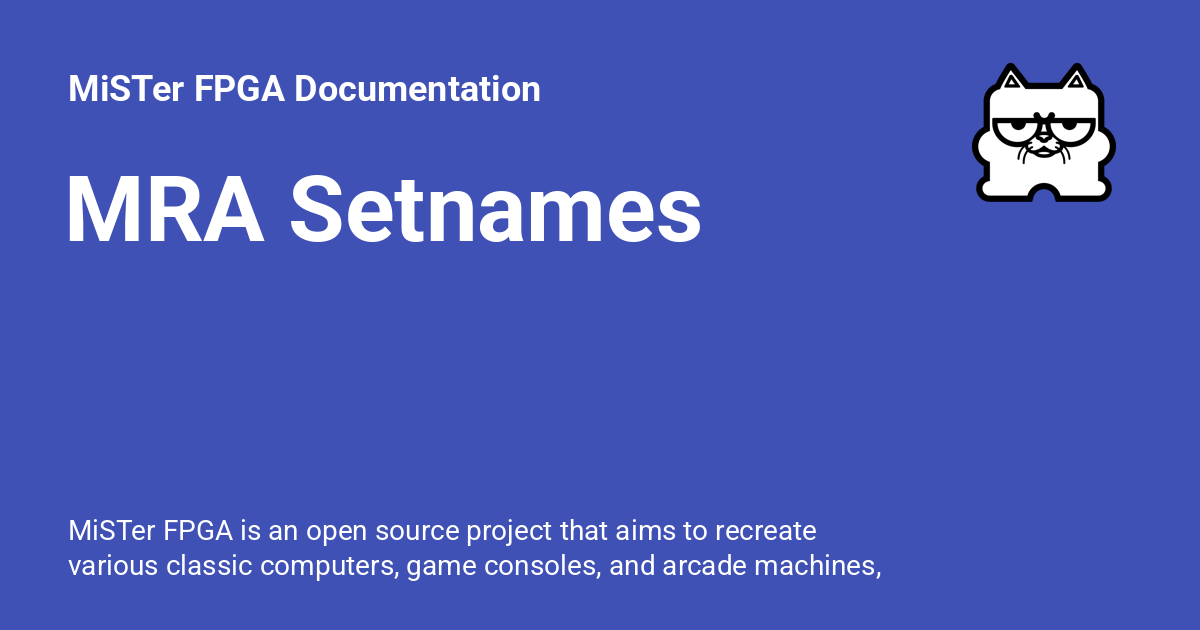 MiSTer FPGA Documentation
MRA Setnames
MiSTer FPGA is an open source project that aims to recreate
various classic computers, game consoles, and arcade machines,